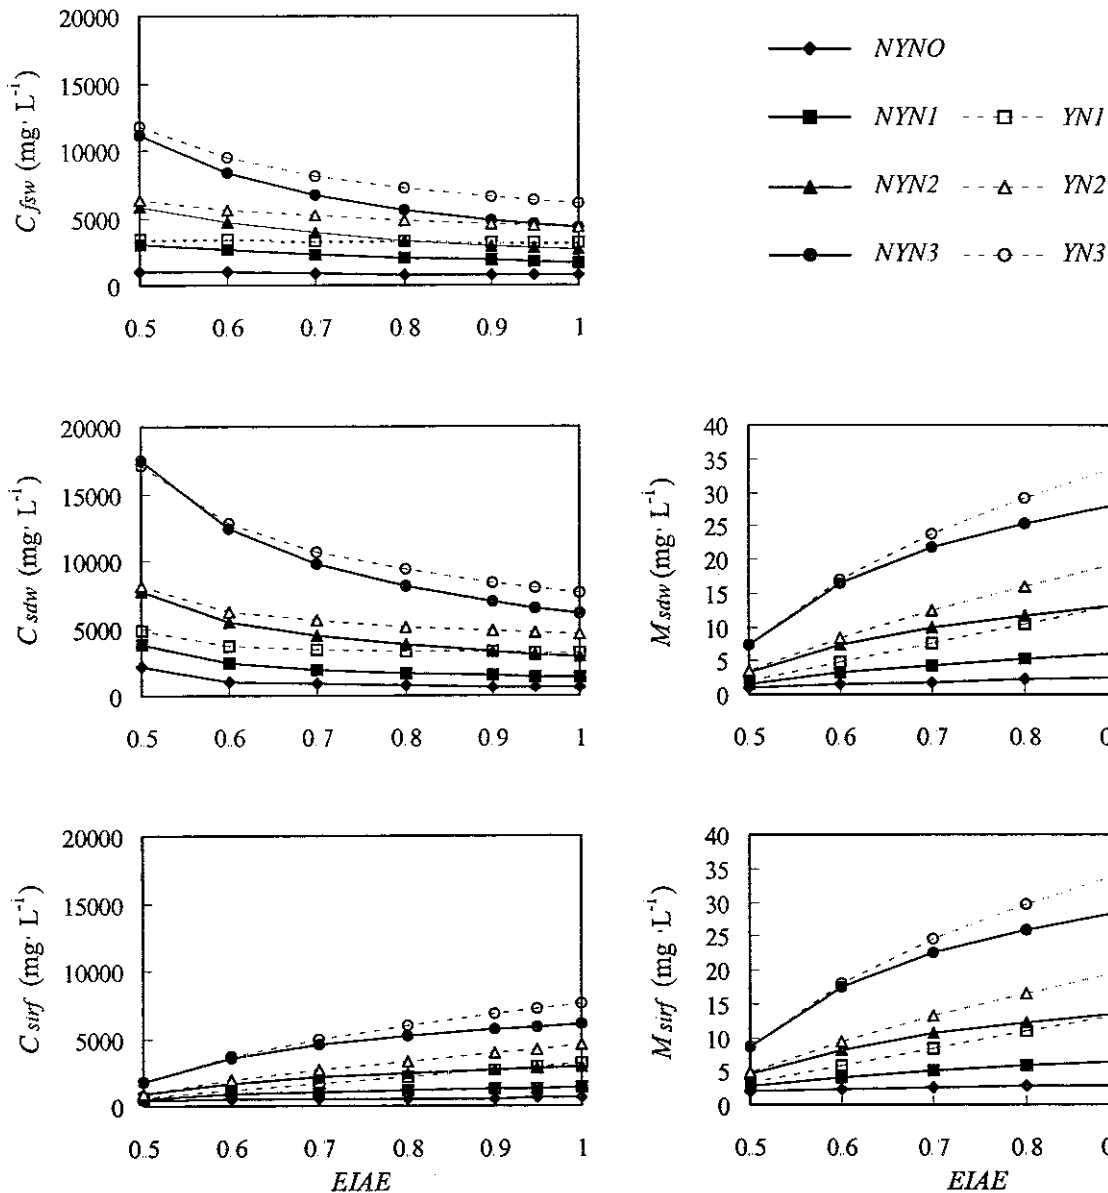 20000
15000
10000
5000
0
C fsw (mg· L⁻¹)
0.5 0.6 0.7 0.8 0.9 1
NYNO
NYN1 YN1
NYN2 YN2
NYN3 YN3
20000
15000
10000
5000
0
C sdw (mg· L⁻¹)
0.5 0.6 0.7 0.8 0.9 1
40
35
30
25
20
15
10
5
0
M sdw (mg· L⁻¹)
0.5 0.6 0.7 0.8 0
20000
15000
10000
5000
0
C sirf (mg· L⁻¹)
0.5 0.6 0.7 0.8 0.9 1
EIAE
40
35
30
25
20
15
10
5
0
M sirf (mg· L⁻¹)
0.5 0.6 0.7 0.8 0
EIAE